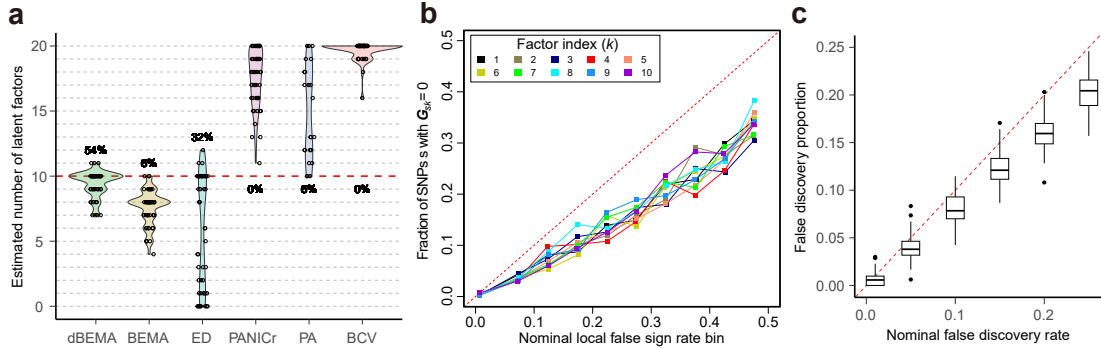 a
Estimated number of latent factors
20
15
10
5
0
54%
6%
32%
0%
6%
0%
dBEMA BEMA ED PANICr PA BCV
b
Fraction of SNPs s with G_sk = 0
0.5
0.4
0.3
0.2
0.1
0.0
Factor index (k)
1 2 3 4 5
6 7 8 9 10
0.0 0.1 0.2 0.3 0.4 0.5
Nominal local false sign rate bin
c
False discovery proportion
0.25
0.20
0.15
0.10
0.05
0.00
0.0 0.1 0.2
Nominal false discovery rate